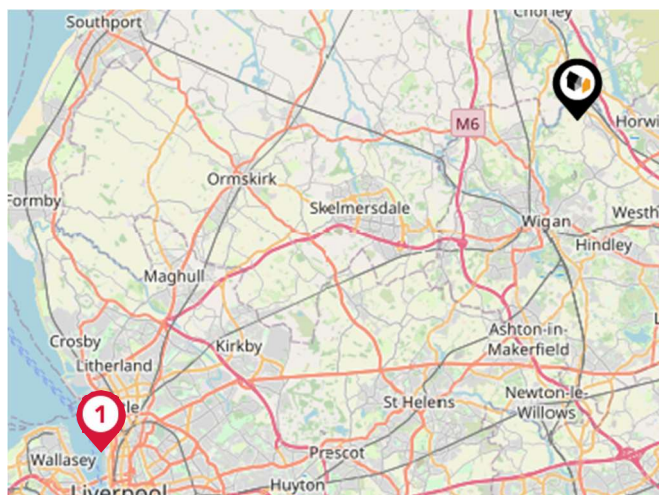 Chorley
Southport
M6
Horwi
Ormskirk
Skelmersdale
Formby
Wigan
Westh
Hindley
Maghull
Ashton-in-
Makerfield
Crosby
Kirkby
Litherland
Newton-le-
Willows
St Helens
1
le
Prescot
Wallasey
Huyton
Liverpool